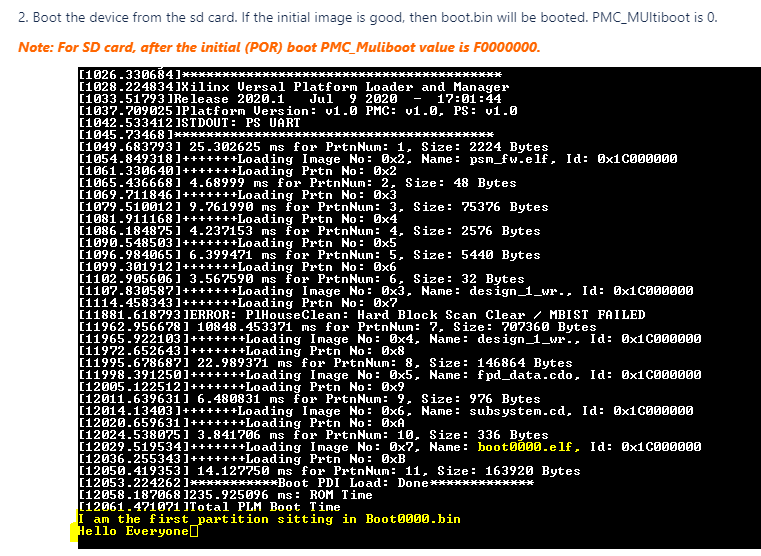 2. Boot the device from the sd card. If the initial image is good, then boot.bin will be booted. PMC_MUltiboot is 0.
Note: For SD card, after the initial (POR) boot PMC_Muliboot value is F0000000.
[1026.330684]****************************************
[1028.224834]Xilinx Versal Platform Loader and Manager
[1033.51793]Release 2020.1   Jul  9 2020  -  17:01:44
[1037.709025]Platform Version: v1.0 PMC: v1.0, PS: v1.0
[1042.533412]STDOUT: PS UART
[1045.73468]****************************************
[1049.683793] 25.302625 ms for PrtnNum: 1, Size: 2224 Bytes
[1054.849318]+++++++Loading Image No: 0x2, Name: psm_fw.elf, Id: 0x1C000000
[1061.330640]+++++++Loading Prtn No: 0x2
[1065.436668] 4.68999 ms for PrtnNum: 2, Size: 48 Bytes
[1069.711846]+++++++Loading Prtn No: 0x3
[1079.510012] 9.761990 ms for PrtnNum: 3, Size: 75376 Bytes
[1081.911168]+++++++Loading Prtn No: 0x4
[1086.184875] 4.237153 ms for PrtnNum: 4, Size: 2576 Bytes
[1090.548503]+++++++Loading Prtn No: 0x5
[1096.984065] 6.399471 ms for PrtnNum: 5, Size: 5440 Bytes
[1099.301912]+++++++Loading Prtn No: 0x6
[1102.905606] 3.567590 ms for PrtnNum: 6, Size: 32 Bytes
[1107.830587]+++++++Loading Image No: 0x3, Name: design_1_wr., Id: 0x1C000000
[1114.458343]+++++++Loading Prtn No: 0x7
[11881.618793]ERROR: PlHouseClean: Hard Block Scan Clear / MBIST FAILED
[11962.956678] 10848.453371 ms for PrtnNum: 7, Size: 707360 Bytes
[11965.922103]+++++++Loading Image No: 0x4, Name: design_1_wr., Id: 0x1C000000
[11972.652643]+++++++Loading Prtn No: 0x8
[11995.678687] 22.989371 ms for PrtnNum: 8, Size: 146864 Bytes
[11998.391250]+++++++Loading Image No: 0x5, Name: fpd_data.cdo, Id: 0x1C000000
[12005.122512]+++++++Loading Prtn No: 0x9
[12011.639631] 6.480831 ms for PrtnNum: 9, Size: 976 Bytes
[12014.13403]+++++++Loading Image No: 0x6, Name: subsystem.cd, Id: 0x1C000000
[12020.659631]+++++++Loading Prtn No: 0xA
[12024.538075] 3.841706 ms for PrtnNum: 10, Size: 336 Bytes
[12029.519534]+++++++Loading Image No: 0x7, Name: boot0000.elf, Id: 0x1C000000
[12036.255343]+++++++Loading Prtn No: 0xB
[12050.419353] 14.127750 ms for PrtnNum: 11, Size: 163920 Bytes
[12053.224262]***********Boot PDI Load: Done*************
[12058.187068]235.925096 ms: ROM Time
[12061.471071]Total PLM Boot Time
I am the first partition sitting in Boot0000.bin
Hello Everyone